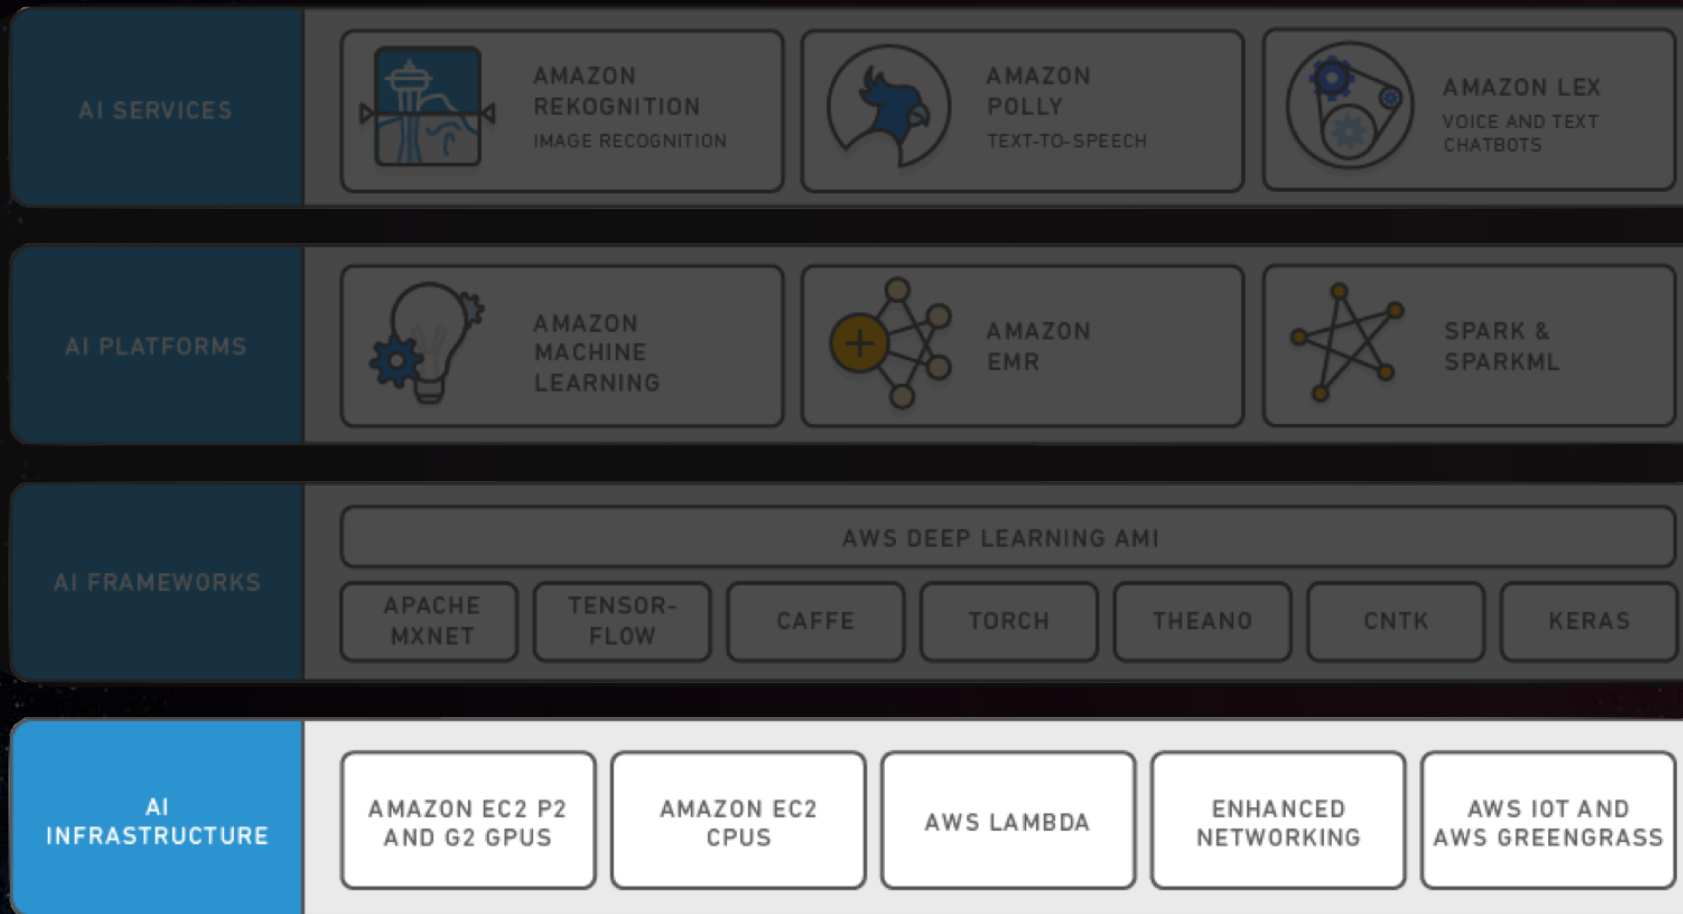 AI SERVICES
AMAZON
REKOGNITION
IMAGE RECOGNITION
AMAZON
POLLY
TEXT-TO-SPEECH
AMAZON LEX
VOICE AND TEXT
CHATBOTS
AI PLATFORMS
AMAZON
MACHINE
LEARNING
AMAZON
EMR
SPARK &
SPARKML
AI FRAMEWORKS
AWS DEEP LEARNING AMI
APACHE
MXNET
TENSOR-
FLOW
CAFFE
TORCH
THEANO
CNTK
KERAS
AI
INFRASTRUCTURE
AMAZON EC2 P2
AND G2 GPUS
AMAZON EC2
CPUS
AWS LAMBDA
ENHANCED
NETWORKING
AWS IOT AND
AWS GREENGRASS